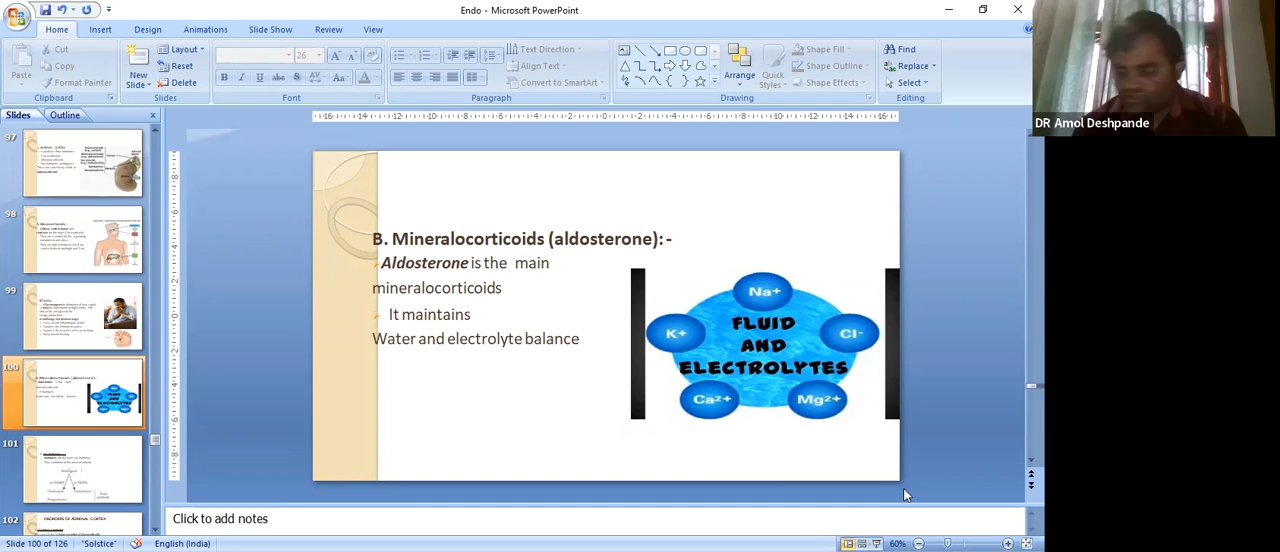 Endo - Microsoft PowerPoint
Home
Insert
Design
Animations
Slide Show
Review
View
Paste
Cut
Copy
Format Painter
Clipboard
New Slide
Layout
Reset
Delete
Slides
26
Font
Paragraph
Text Direction
Align Text
Convert to SmartArt
Arrange
Quick Styles
Drawing
Shape Fill
Shape Outline
Shape Effects
Find
Replace
Select
Editing
DR Amol Deshpande
Slides
Outline
97
98
99
100
101
102
DISORDERS OF ADRENAL CORTEX
B. Mineralocorticoids (aldosterone): -
Aldosterone is the main
mineralocorticoids
It maintains
Water and electrolyte balance
Na+
K+
Cl-
FLUID
AND
ELECTROLYTES
Ca2+
Mg2+
Click to add notes
Slide 100 of 126
"Solstice"
English (India)
60%